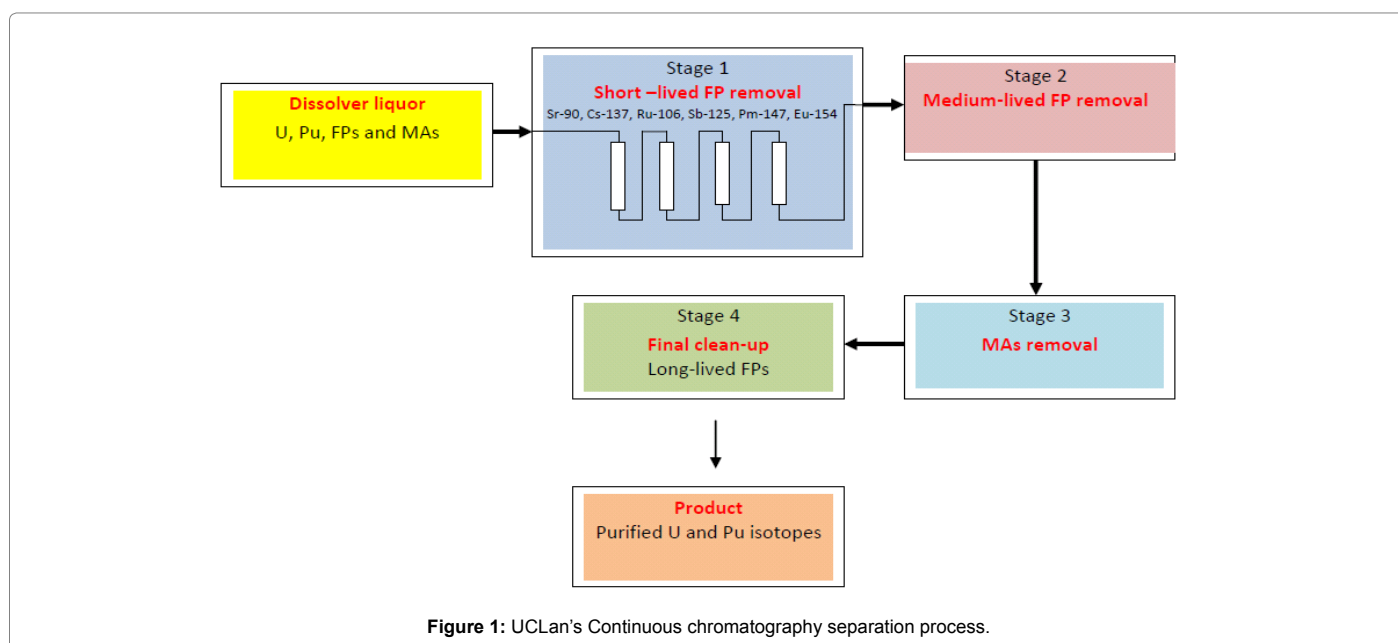 Dissolver liquor
U, Pu, FPs and MAs
Stage 1
Short –lived FP removal
Sr-90, Cs-137, Ru-106, Sb-125, Pm-147, Eu-154
Stage 2
Medium-lived FP removal
Stage 3
MAs removal
Stage 4
Final clean-up
Long-lived FPs
Product
Purified U and Pu isotopes
Figure 1: UCLan's Continuous chromatography separation process.